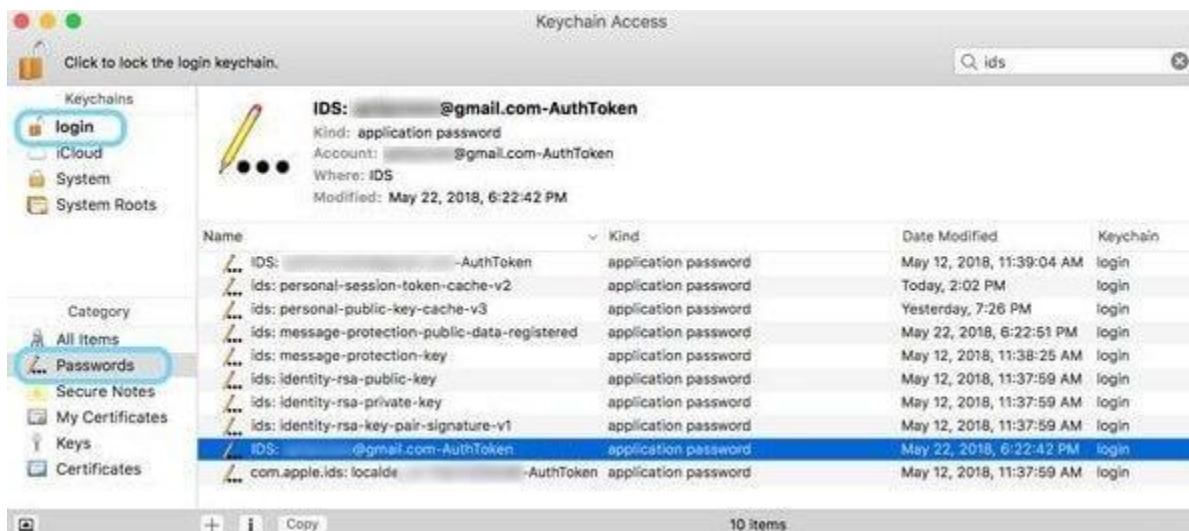 Keychain Access
Click to lock the login keychain.
ids
Keychains
login
iCloud
System
System Roots
IDS: @gmail.com-AuthToken
Kind: application password
Account: @gmail.com-AuthToken
Where: IDS
Modified: May 22, 2018, 6:22:42 PM
Name Kind Date Modified Keychain
IDS: -AuthToken application password May 12, 2018, 11:39:04 AM login
ids: personal-session-token-cache-v2 application password Today, 2:02 PM login
ids: personal-public-key-cache-v3 application password Yesterday, 7:26 PM login
ids: message-protection-public-data-registered application password May 22, 2018, 6:22:51 PM login
ids: message-protection-key application password May 12, 2018, 11:38:25 AM login
ids: identity-rsa-public-key application password May 12, 2018, 11:37:59 AM login
ids: identity-rsa-private-key application password May 12, 2018, 11:37:59 AM login
ids: identity-rsa-key-pair-signature-v1 application password May 12, 2018, 11:37:59 AM login
IDS: @gmail.com-AuthToken application password May 22, 2018, 6:22:42 PM login
com.apple.ids: localde -AuthToken application password May 12, 2018, 11:37:59 AM login
Category
All Items
Passwords
Secure Notes
My Certificates
Keys
Certificates
+ i Copy 10 items